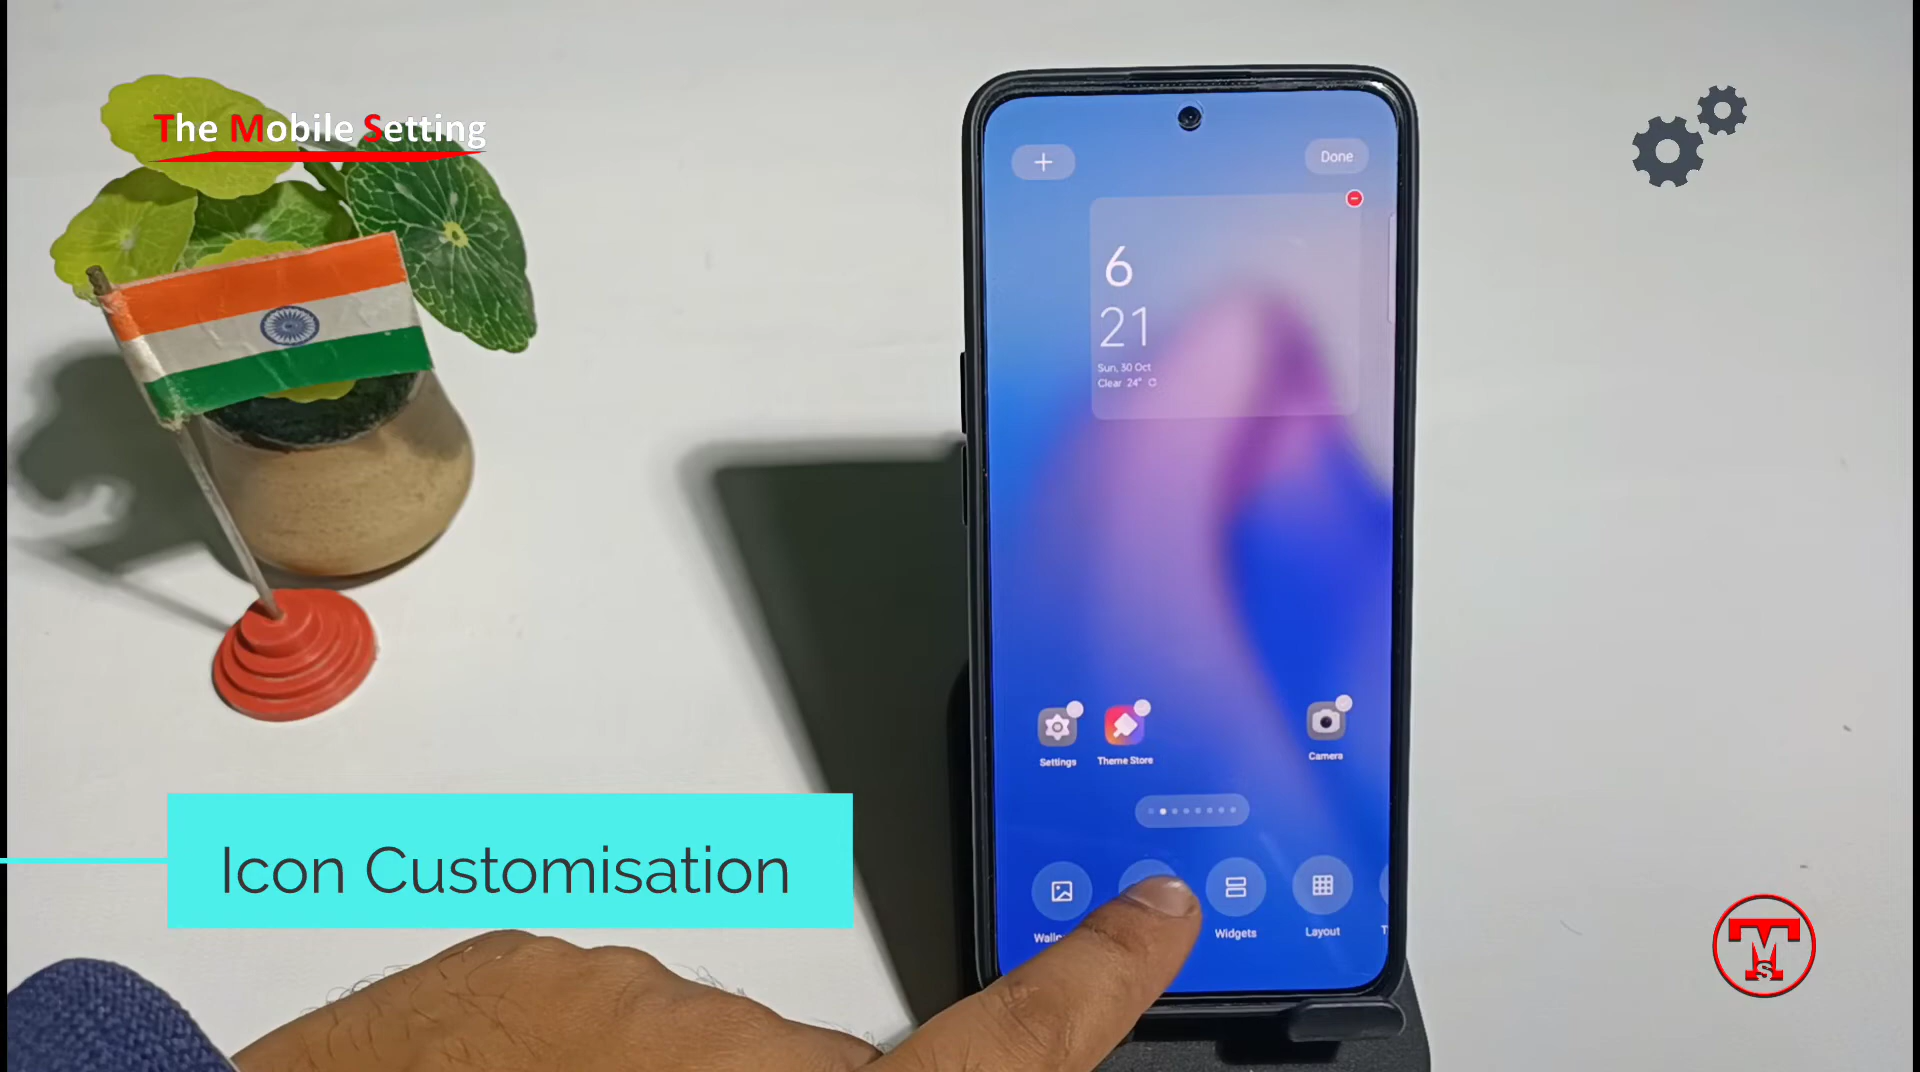 The Mobile Setting
+
Done
6
21
Sun, 30 Oct
Clear 24°
Settings
Theme Store
Camera
Icon Customisation
Widgets
Layout
TMS